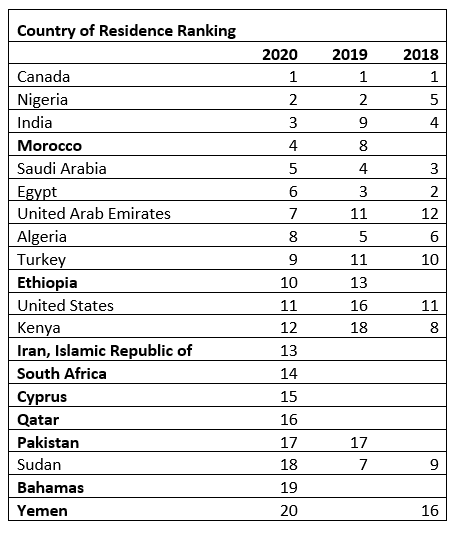 Country of Residence Ranking
2020 2019 2018
Canada 1 1 1
Nigeria 2 2 5
India 3 9 4
Morocco 4 8
Saudi Arabia 5 4 3
Egypt 6 3 2
United Arab Emirates 7 11 12
Algeria 8 5 6
Turkey 9 11 10
Ethiopia 10 13
United States 11 16 11
Kenya 12 18 8
Iran, Islamic Republic of 13
South Africa 14
Cyprus 15
Qatar 16
Pakistan 17 17
Sudan 18 7 9
Bahamas 19
Yemen 20 16